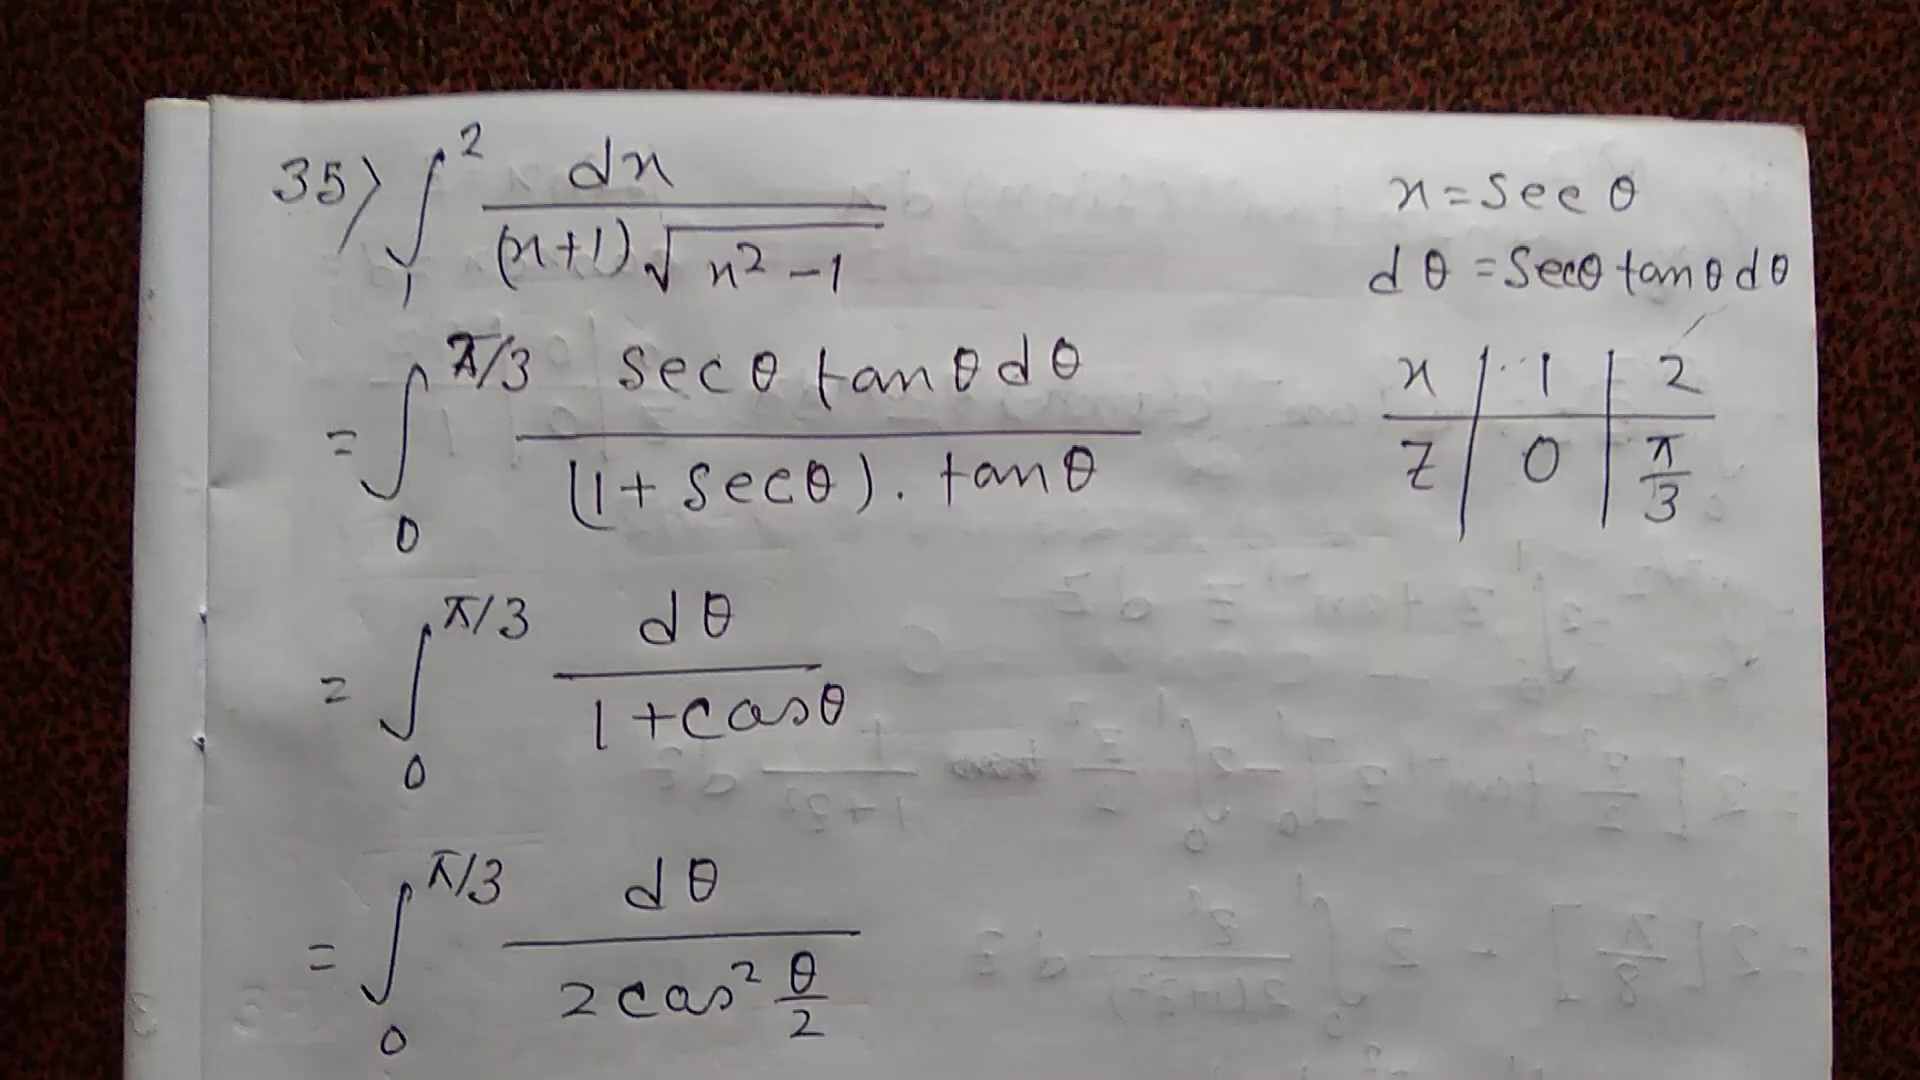 35) ∫₁² dx / (x+1)√(x²−1)
x = sec θ
dθ = secθ tanθ dθ
= ∫₀^π/3 secθ tanθ dθ / (1+secθ).tanθ
x | 1 | 2
z | 0 | π/3
= ∫₀^π/3 dθ / 1+cosθ
= ∫₀^π/3 dθ / 2cos² θ/2